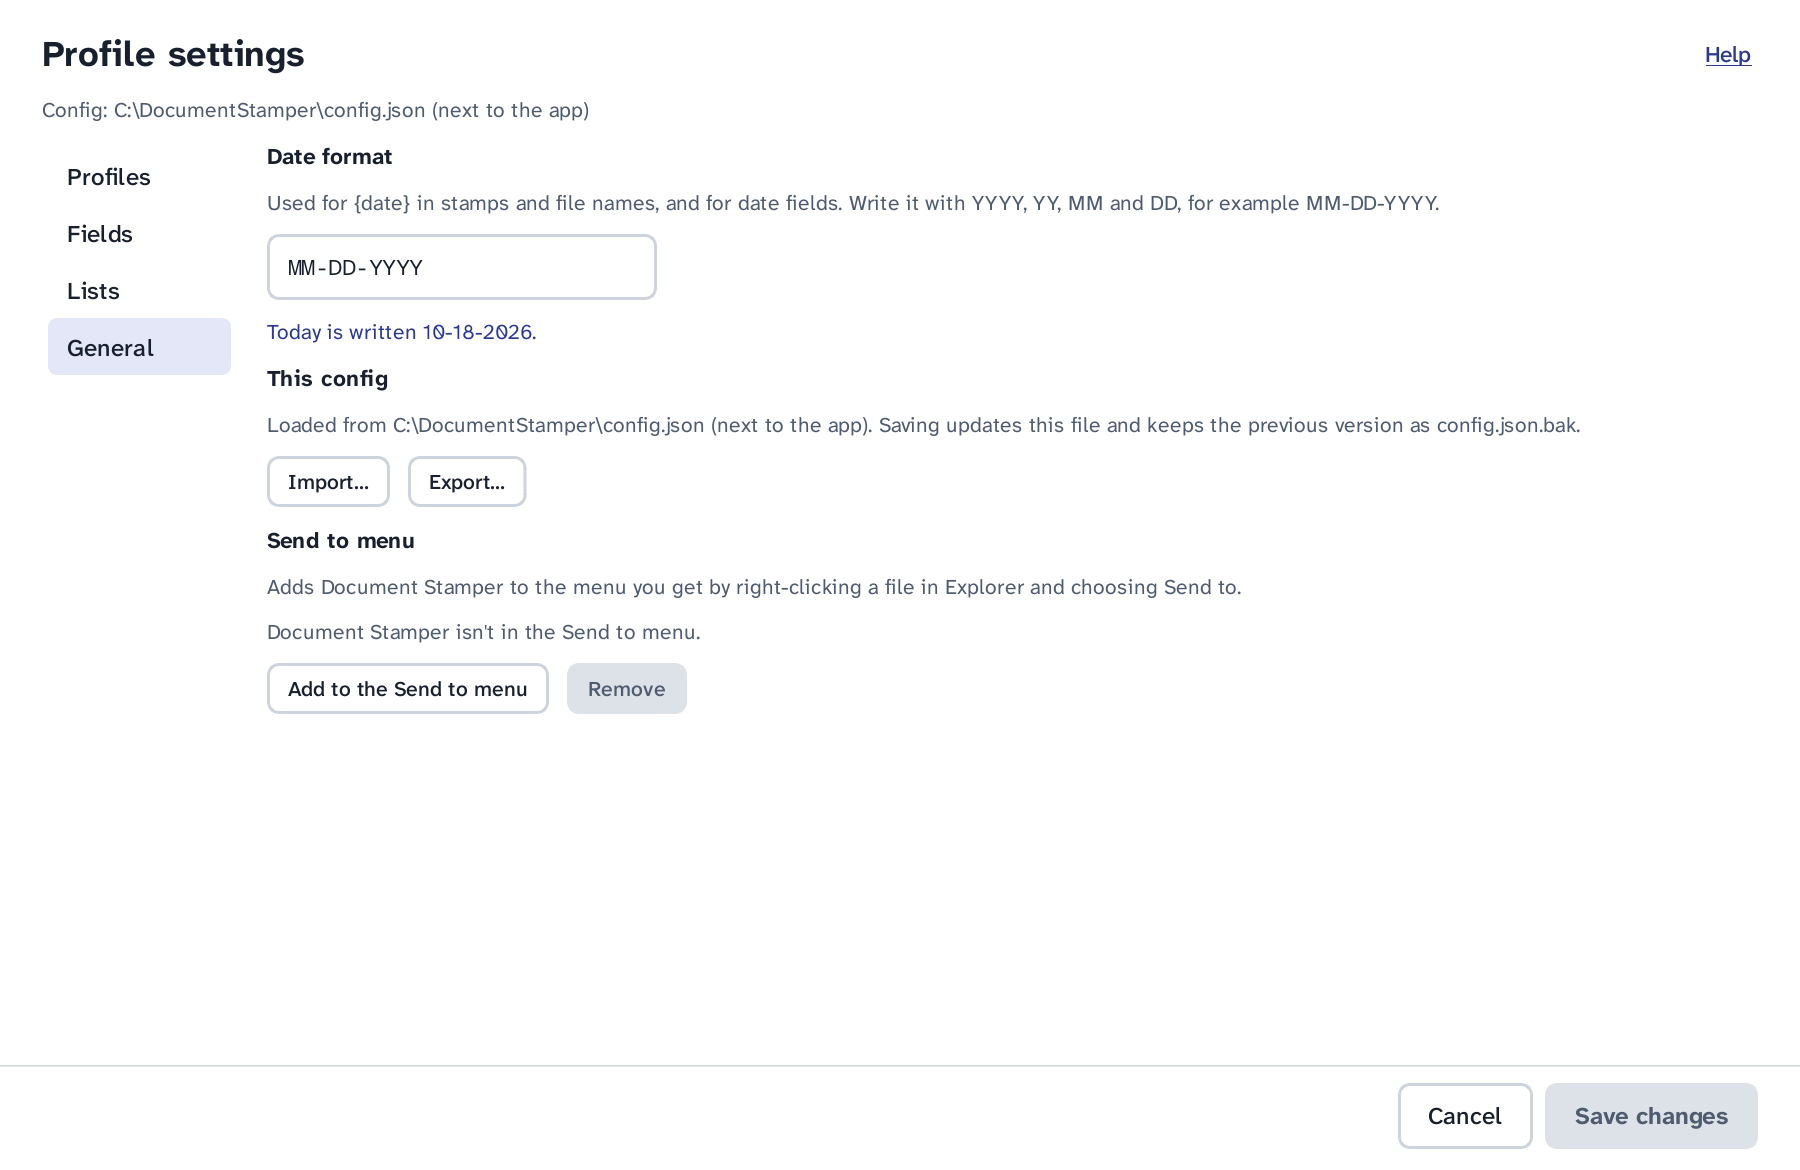 Profile settings
Help
Config: C:\DocumentStamper\config.json (next to the app)
Profiles
Fields
Lists
General
Date format
Used for {date} in stamps and file names, and for date fields. Write it with YYYY, YY, MM and DD, for example MM-DD-YYYY.
MM-DD-YYYY
Today is written 10-18-2026.
This config
Loaded from C:\DocumentStamper\config.json (next to the app). Saving updates this file and keeps the previous version as config.json.bak.
Import...
Export...
Send to menu
Adds Document Stamper to the menu you get by right-clicking a file in Explorer and choosing Send to.
Document Stamper isn't in the Send to menu.
Add to the Send to menu
Remove
Cancel
Save changes